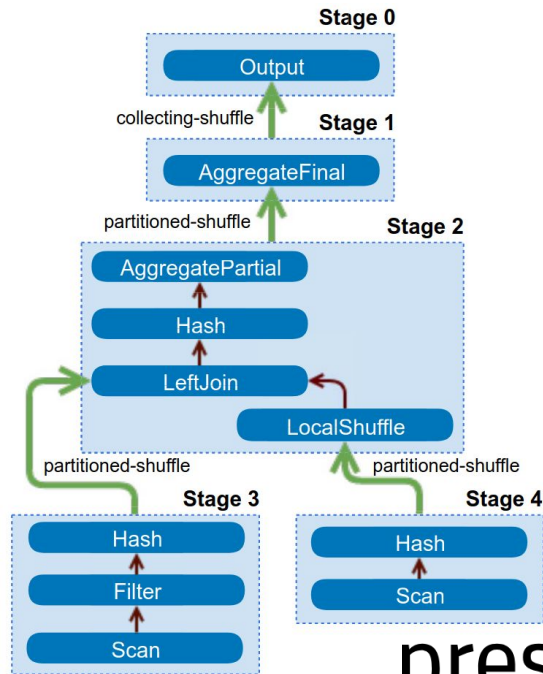 Stage 0
Output
collecting-shuffle
Stage 1
AggregateFinal
partitioned-shuffle
Stage 2
AggregatePartial
Hash
LeftJoin
LocalShuffle
partitioned-shuffle
partitioned-shuffle
Stage 3
Stage 4
Hash
Hash
Filter
Scan
Scan
pres